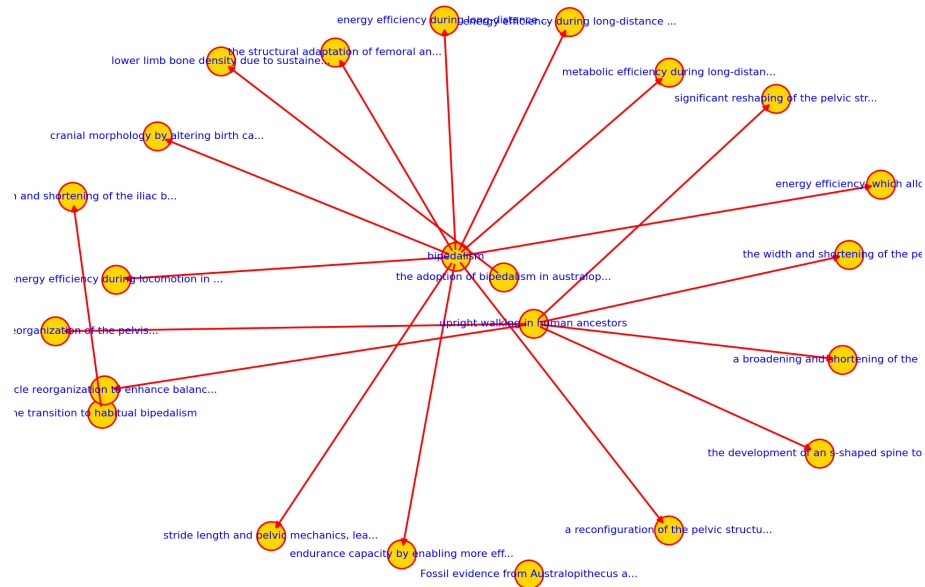 energy efficiency during long-distance ...
energy efficiency during long-distance ...
the structural adaptation of femoral an...
lower limb bone density due to sustaine...
metabolic efficiency during long-distan...
significant reshaping of the pelvic str...
cranial morphology by altering birth ca...
energy efficiency, which allo
and shortening of the iliac b...
bipedalism
the width and shortening of the pe
the adoption of bipedalism in australop...
energy efficiency during locomotion in ...
upright walking in human ancestors
eorganization of the pelvis...
a broadening and shortening of the
cle reorganization to enhance balanc...
he transition to habitual bipedalism
the development of an s-shaped spine to
a reconfiguration of the pelvic structu...
stride length and pelvic mechanics, lea...
endurance capacity by enabling more eff...
Fossil evidence from Australopithecus a...